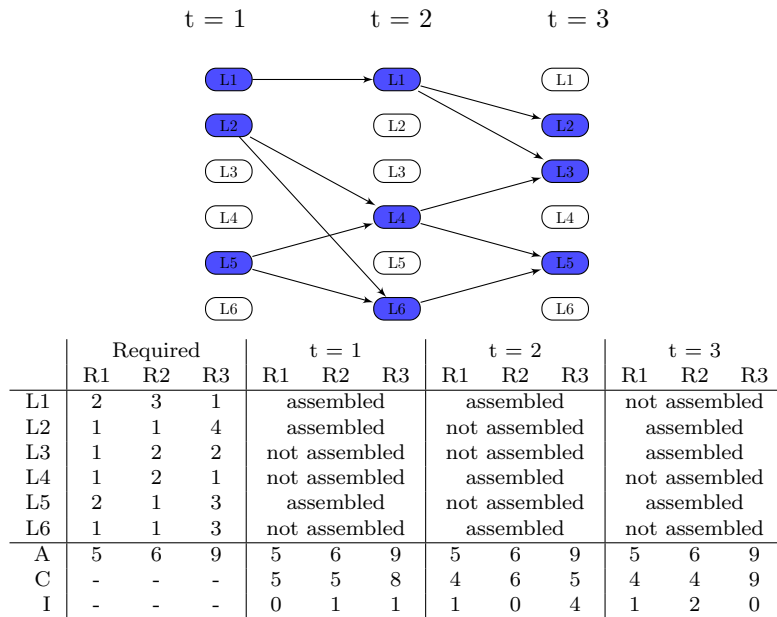 t = 1 t = 2 t = 3
L1 L1 L1
L2 L2 L2
L3 L3 L3
L4 L4 L4
L5 L5 L5
L6 L6 L6
Required t = 1 t = 2 t = 3
R1 R2 R3 R1 R2 R3 R1 R2 R3 R1 R2 R3
L1 2 3 1 assembled assembled not assembled
L2 1 1 4 assembled not assembled assembled
L3 1 2 2 not assembled not assembled assembled
L4 1 2 1 not assembled assembled not assembled
L5 2 1 3 assembled not assembled assembled
L6 1 1 3 not assembled assembled not assembled
A 5 6 9 5 6 9 5 6 9 5 6 9
C - - - 5 5 8 4 6 5 4 4 9
I - - - 0 1 1 1 0 4 1 2 0